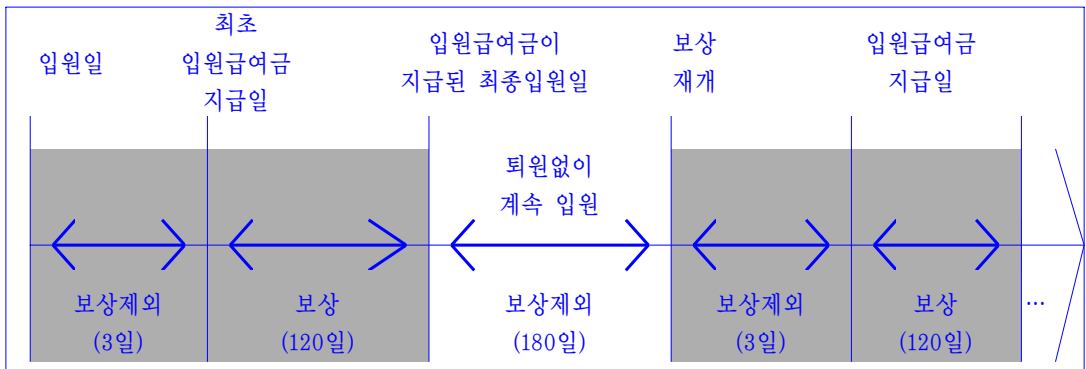 입원일
최초
입원급여금
지급일
입원급여금이
지급된 최종입원일
보상
재개
입원급여금
지급일
퇴원없이
계속 입원
보상제외
(3일)
보상
(120일)
보상제외
(180일)
보상제외
(3일)
보상
(120일)
…